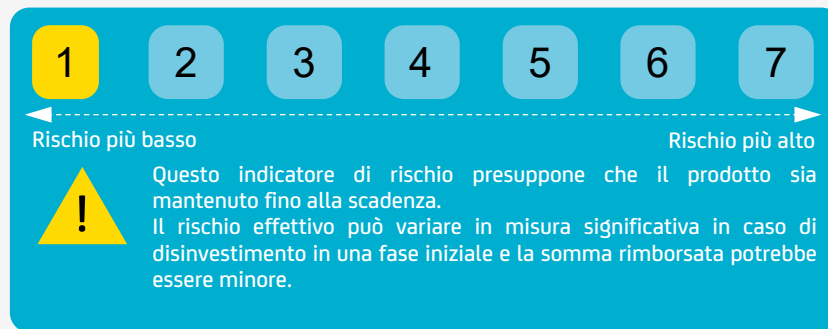 1 2 3 4 5 6 7
Rischio più basso Rischio più alto
!
Questo indicatore di rischio presuppone che il prodotto sia
mantenuto fino alla scadenza.
Il rischio effettivo può variare in misura significativa in caso di
disinvestimento in una fase iniziale e la somma rimborsata potrebbe
essere minore.